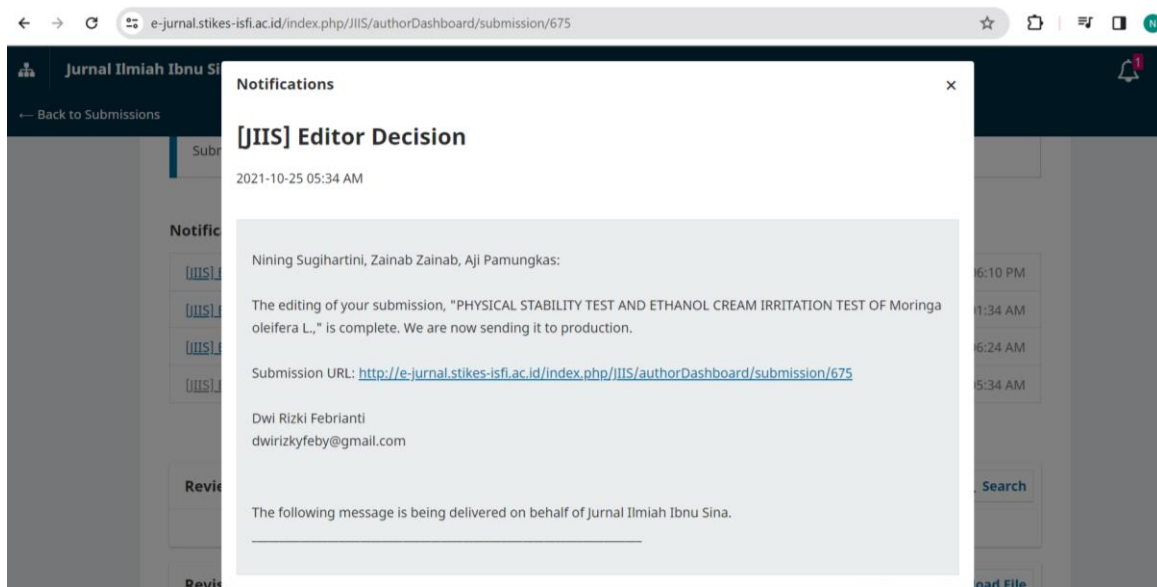 e-jurnal.stikes-isfi.ac.id/index.php/JIIS/authorDashboard/submission/675
N
Jurnal Ilmiah Ibnu
1
← Back to Submissions
Notifications
×
[JIIS] Editor Decision
2021-10-25 05:34 AM
Nining Sugihartini, Zainab Zainab, Aji Pamungkas:
The editing of your submission, "PHYSICAL STABILITY TEST AND ETHANOL CREAM IRRITATION TEST OF Moringa
oleifera L.," is complete. We are now sending it to production.
Submission URL: http://e-jurnal.stikes-isfi.ac.id/index.php/JIIS/authorDashboard/submission/675
Dwi Rizki Febrianti
dwirizkyfeby@gmail.com
The following message is being delivered on behalf of Jurnal Ilmiah Ibnu Sina.
[JIIS]
[JIIS]
[JIIS]
[JIIS]
6:10 PM
1:34 AM
6:24 AM
5:34 AM
Search
File